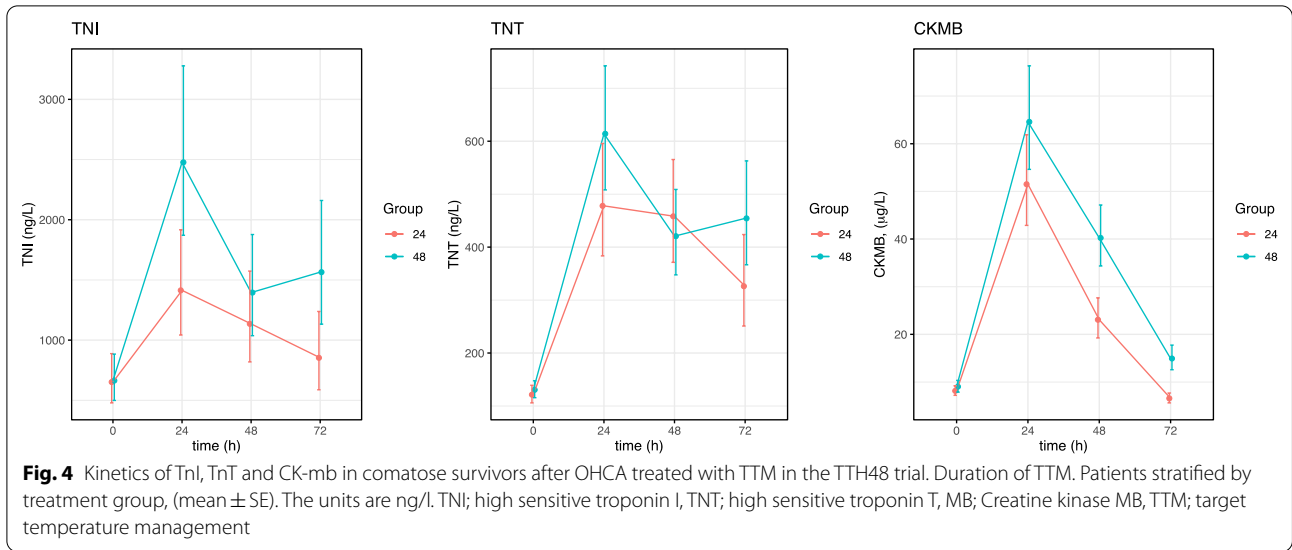 TNI
TNT
CKMB
3000
2000
1000
TNI (ng/L)
0
24
48
72
time (h)
Group
24
48
600
400
200
TNT (ng/L)
0
24
48
72
time (h)
Group
24
48
60
40
20
CKMB, (μg/L)
0
24
48
72
time (h)
Group
24
48
Fig. 4 Kinetics of TnI, TnT and CK-mb in comatose survivors after OHCA treated with TTM in the TTH48 trial. Duration of TTM. Patients stratified by
treatment group, (mean ± SE). The units are ng/l. TNI; high sensitive troponin I, TNT; high sensitive troponin T, MB; Creatine kinase MB, TTM; target
temperature management